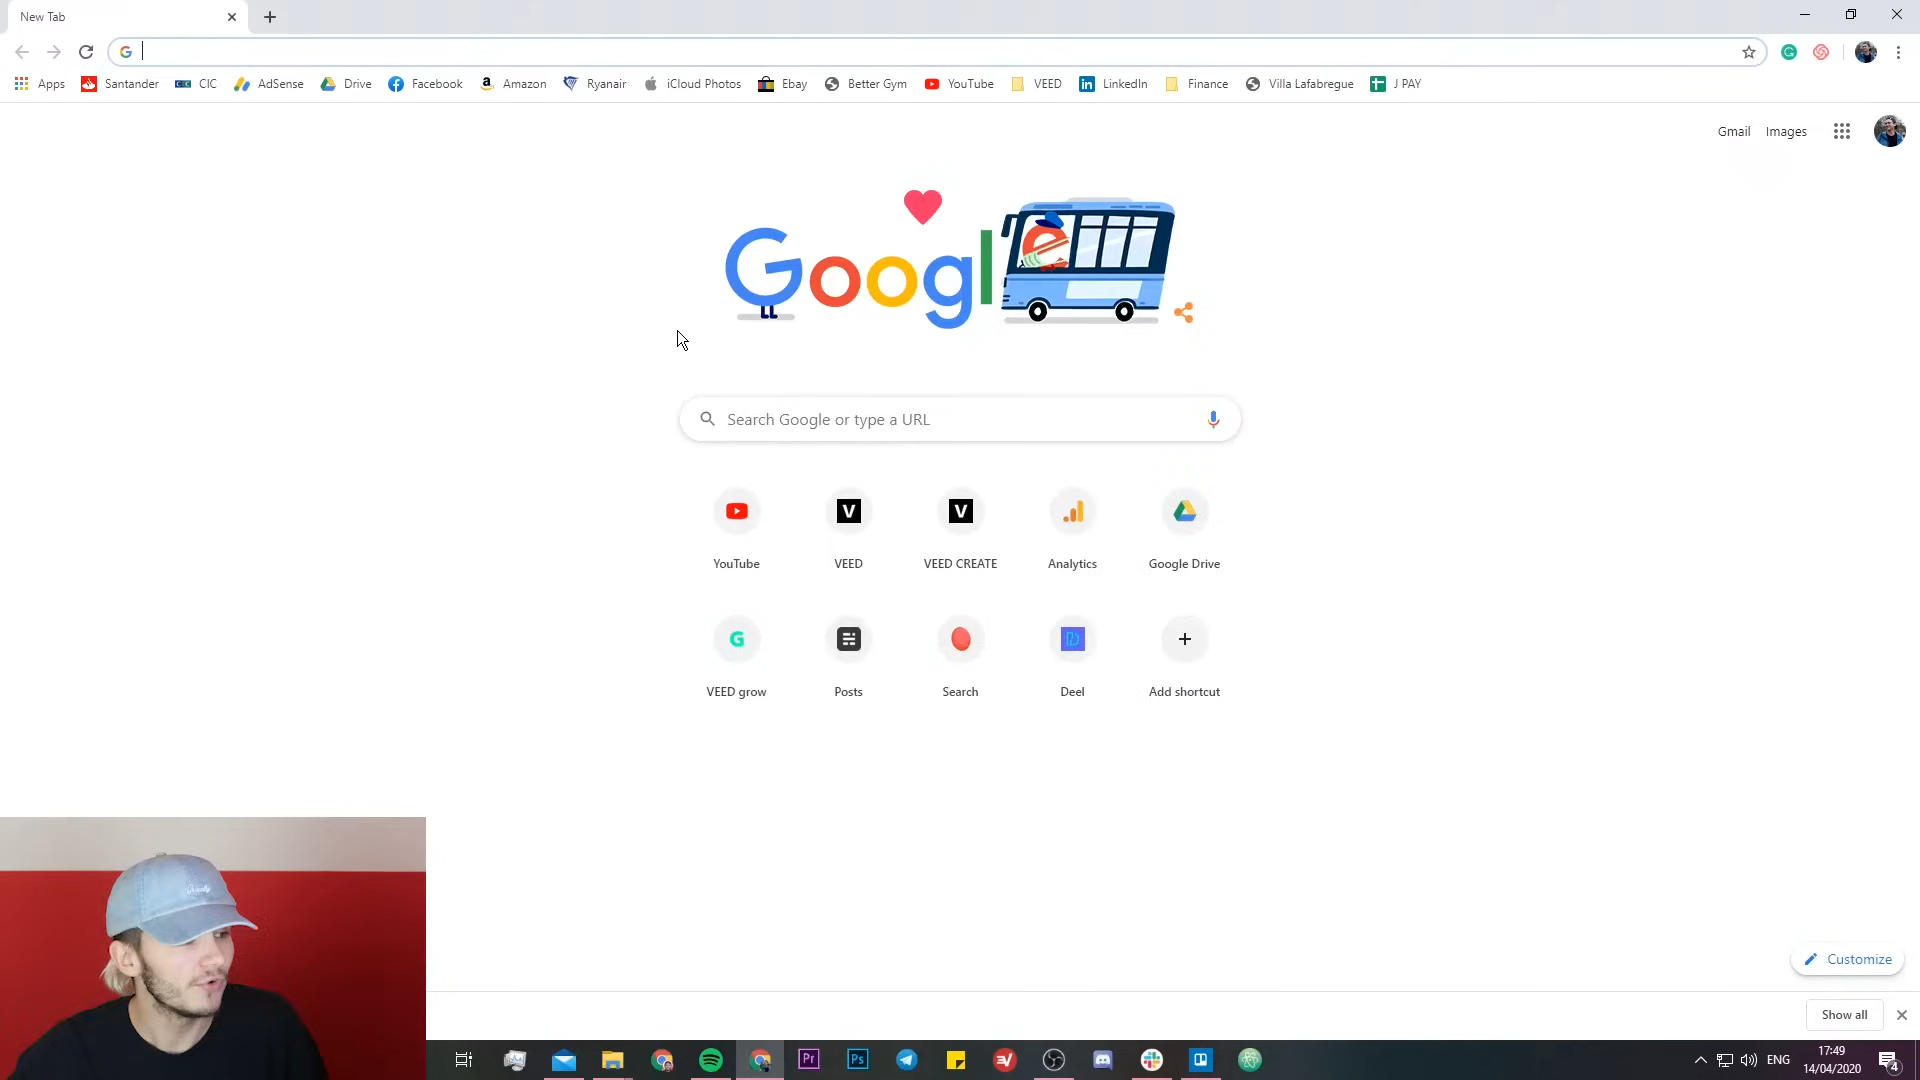 New Tab
Apps Santander CIC AdSense Drive Facebook Amazon Ryanair iCloud Photos Ebay Better Gym YouTube VEED LinkedIn Finance Villa Lafabregue J PAY
Gmail Images
Google
Search Google or type a URL
YouTube VEED VEED CREATE Analytics Google Drive
VEED grow Posts Search Deel Add shortcut
Customize
Show all
ENG 17:49
14/04/2020
4